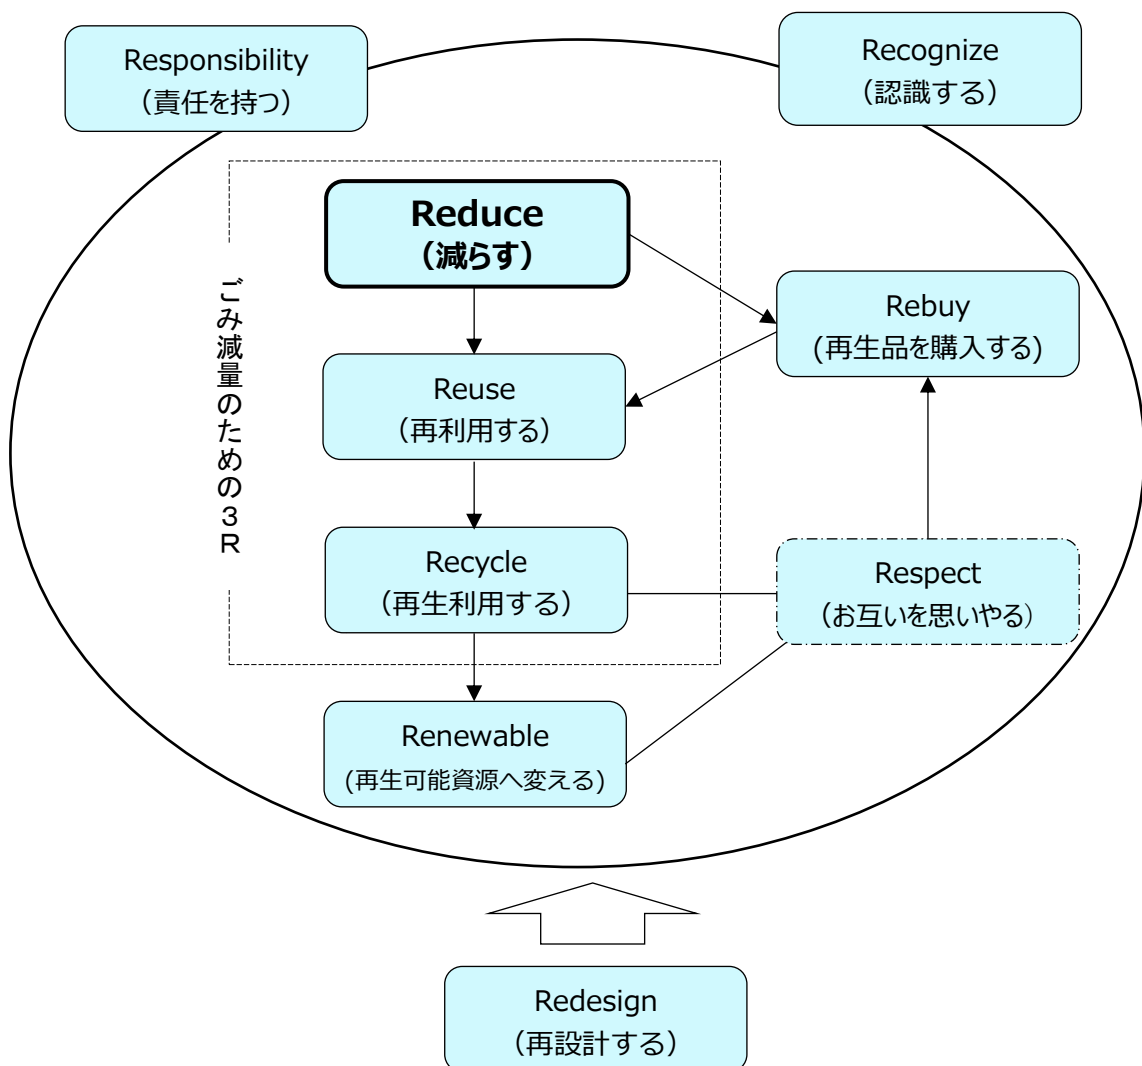 Responsibility
（責任を持つ）
Recognize
（認識する）
ごみ減量のための３Ｒ
Reduce
（減らす）
Rebuy
(再生品を購入する)
Reuse
（再利用する）
Recycle
（再生利用する）
Respect
（お互いを思いやる）
Renewable
(再生可能資源へ変える)
Redesign
（再設計する）